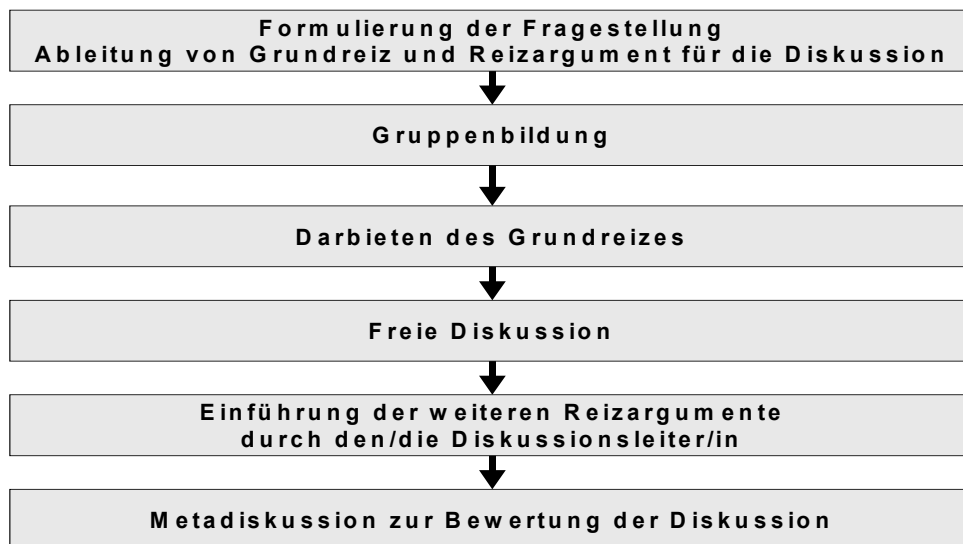 Formulierung der Fragestellung
Ableitung von Grundreiz und Reizargument für die Diskussion
Gruppenbildung
Darbieten des Grundreizes
Freie Diskussion
Einführung der weiteren Reizargumente
durch den/die Diskussionsleiter/in
Metadiskussion zur Bewertung der Diskussion